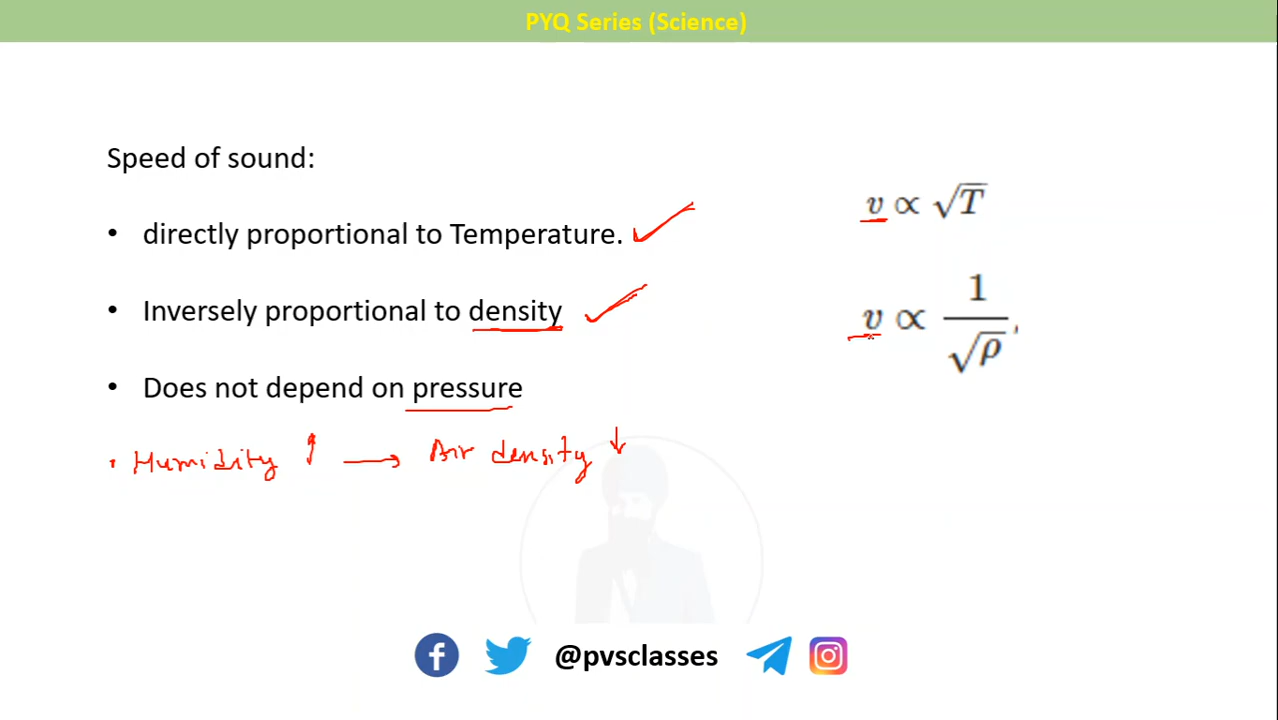 PYQ Series (Science)
Speed of sound:
• directly proportional to Temperature.
• Inversely proportional to density
• Does not depend on pressure
• Humidity ↑ → Air density ↓
v ∝ √T
v ∝ 1/√ρ,
@pvsclasses